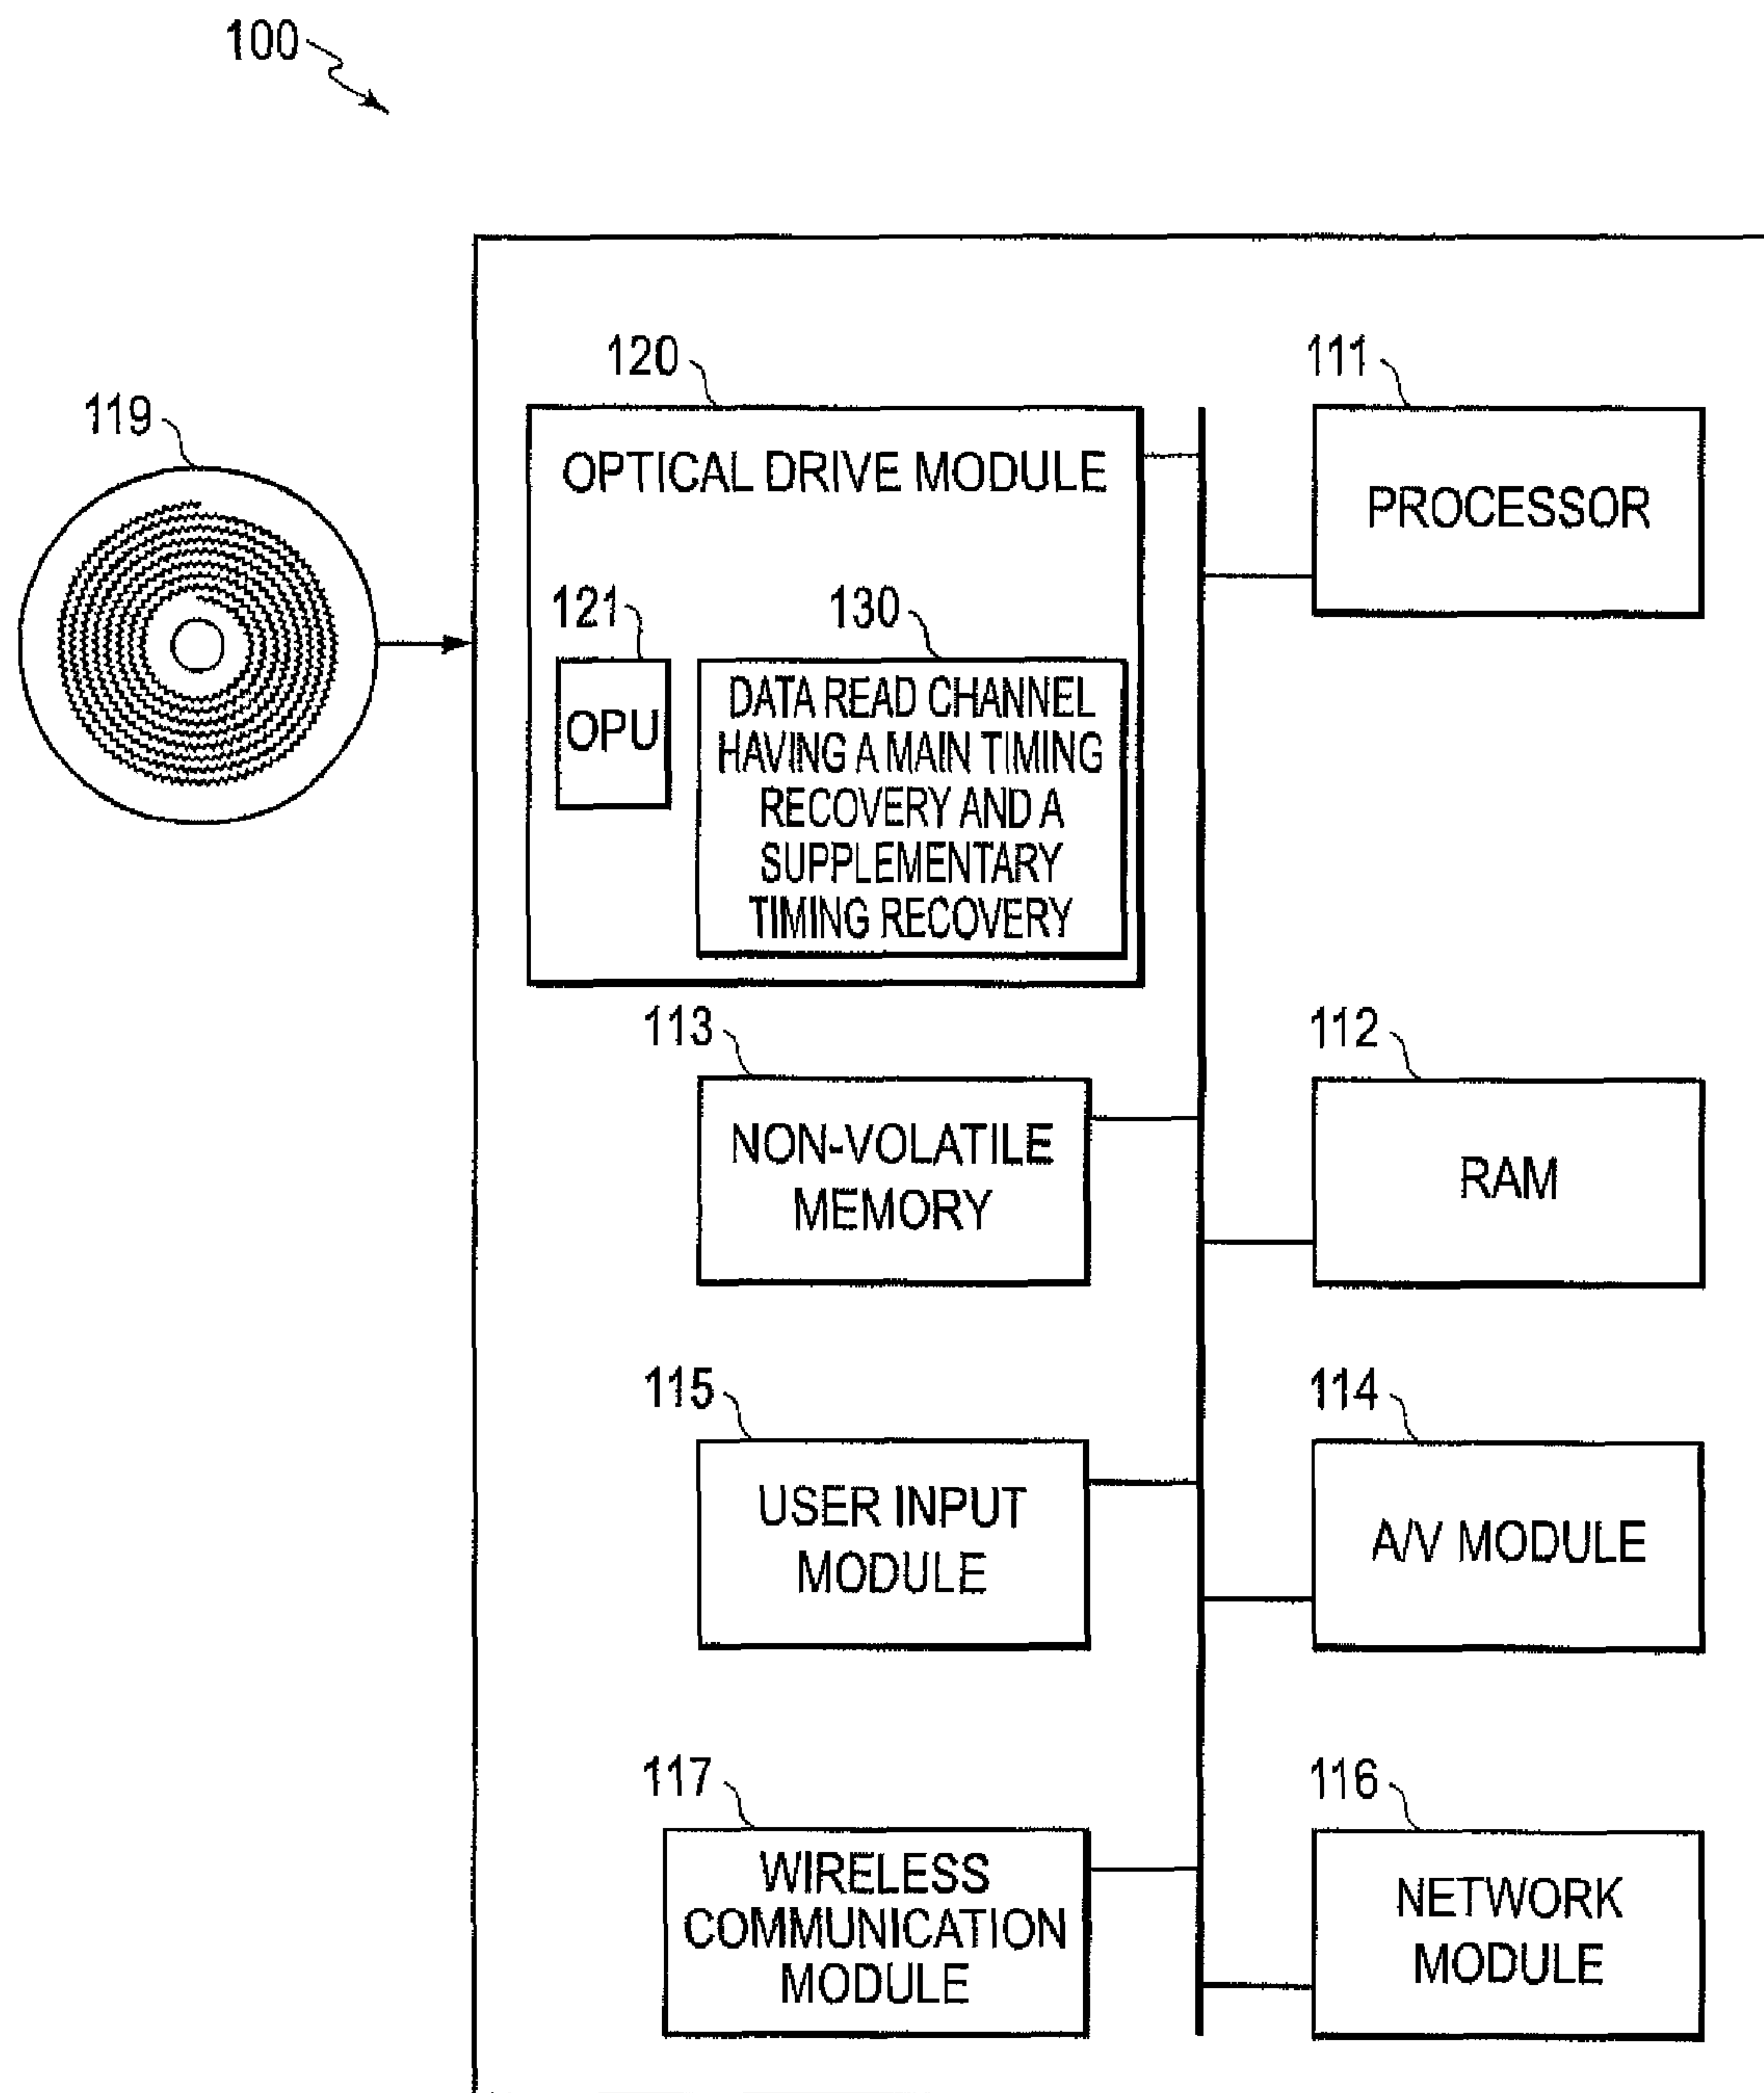 100
120
111
119
OPTICAL DRIVE MODULE
PROCESSOR
121
130
OPU
DATA READ CHANNEL
HAVING A MAIN TIMING
RECOVERY AND A
SUPPLEMENTARY
TIMING RECOVERY
113
112
NON-VOLATILE
MEMORY
RAM
115
114
USER INPUT
MODULE
A/V MODULE
117
116
WIRELESS
COMMUNICATION
MODULE
NETWORK
MODULE